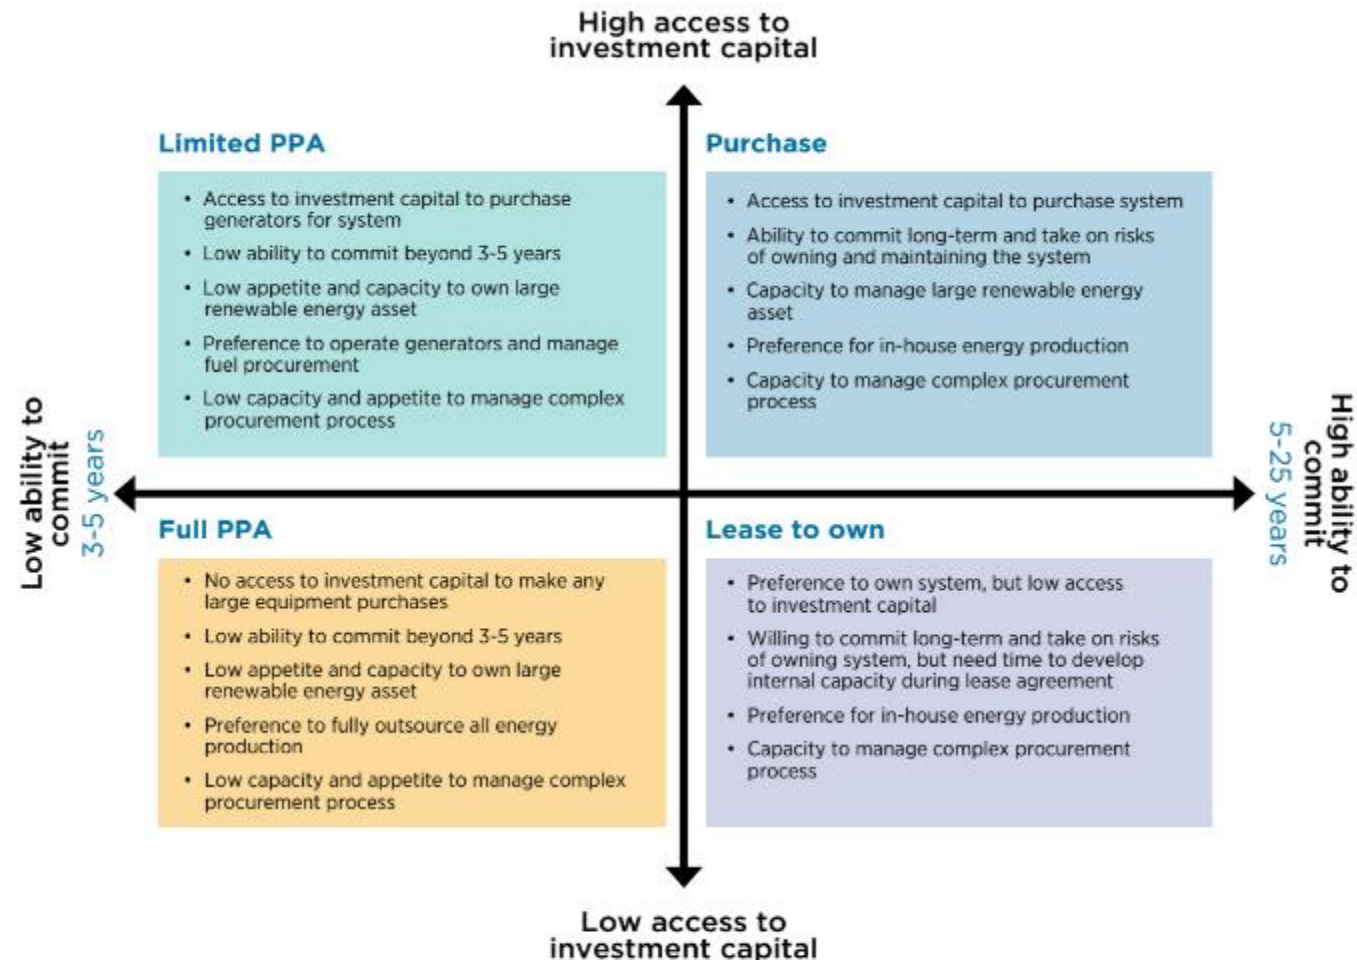 High access to
investment capital
Limited PPA
• Access to investment capital to purchase
generators for system
• Low ability to commit beyond 3-5 years
• Low appetite and capacity to own large
renewable energy asset
• Preference to operate generators and manage
fuel procurement
• Low capacity and appetite to manage complex
procurement process
Purchase
• Access to investment capital to purchase system
• Ability to commit long-term and take on risks
of owning and maintaining the system
• Capacity to manage large renewable energy
asset
• Preference for in-house energy production
• Capacity to manage complex procurement
process
Low ability to
commit
3-5 years
High ability to
commit
5-25 years
Full PPA
• No access to investment capital to make any
large equipment purchases
• Low ability to commit beyond 3-5 years
• Low appetite and capacity to own large
renewable energy asset
• Preference to fully outsource all energy
production
• Low capacity and appetite to manage complex
procurement process
Lease to own
• Preference to own system, but low access
to investment capital
• Willing to commit long-term and take on risks
of owning system, but need time to develop
internal capacity during lease agreement
• Preference for in-house energy production
• Capacity to manage complex procurement
process
Low access to
investment capital